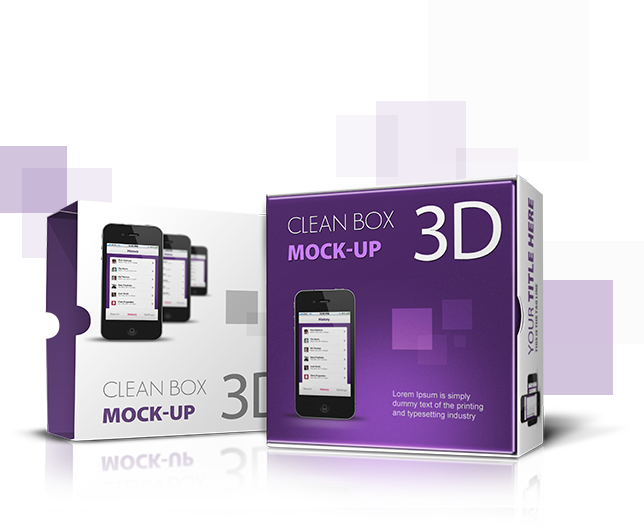 CLEAN BOX
MOCK-UP
3D
History
Lorem Ipsum is simply
dummy text of the printing
and typesetting industry
YOUR TITLE HERE
CLEAN BOX
MOCK-UP
3D